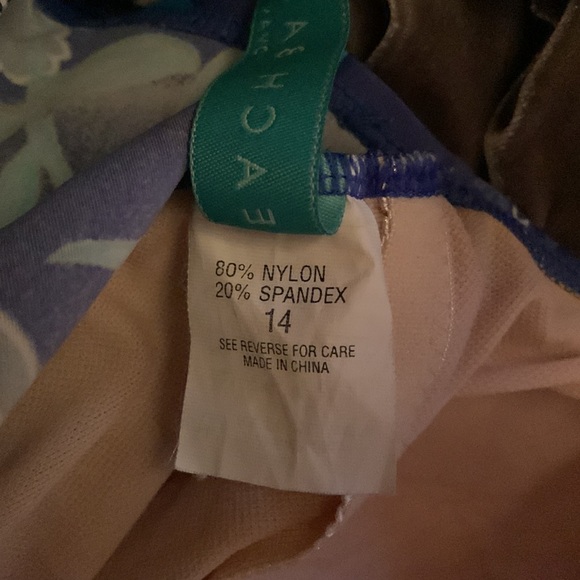 80% NYLON
20% SPANDEX
14
SEE REVERSE FOR CARE
MADE IN CHINA